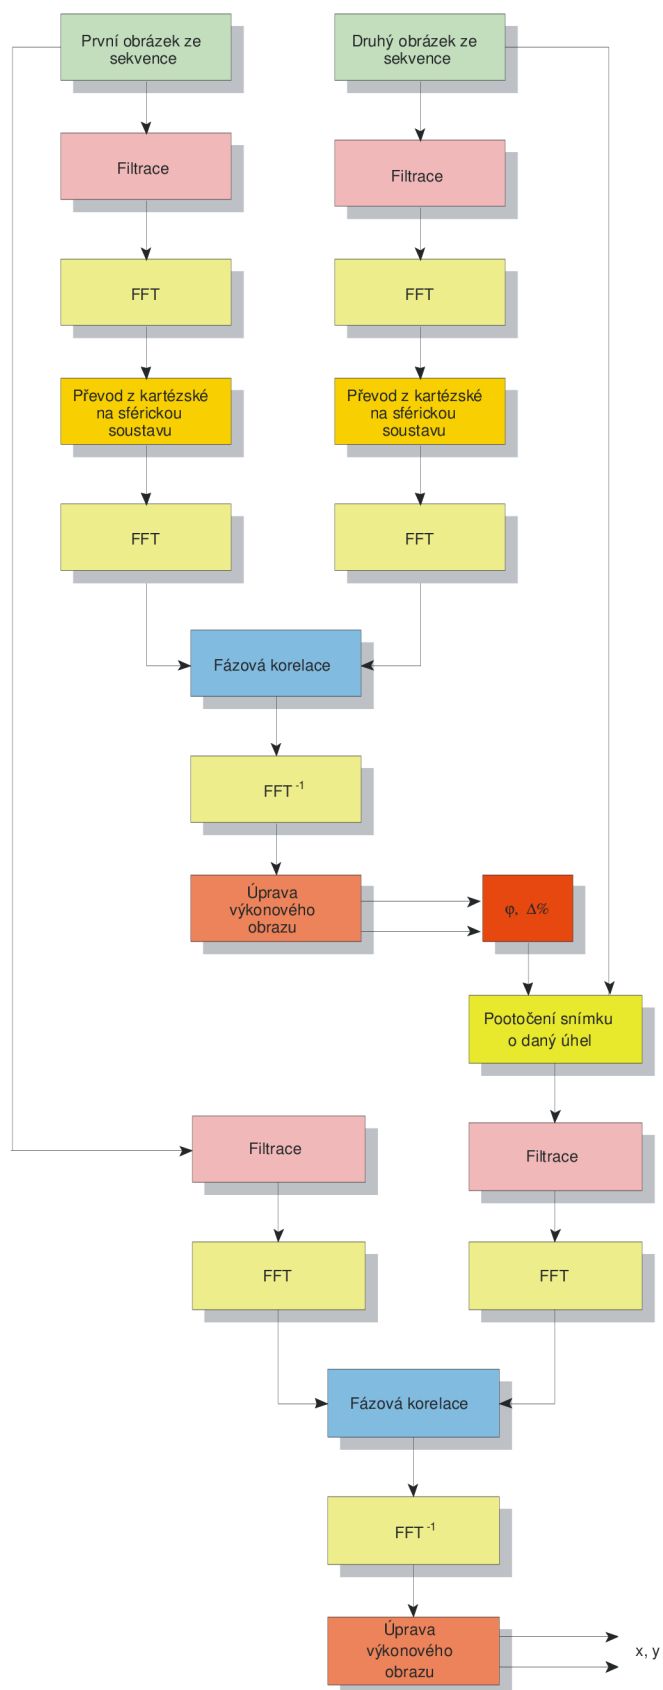 První obrázek ze
sekvence
Druhý obrázek ze
sekvence
Filtrace
Filtrace
FFT
FFT
Převod z kartézské
na sférickou
soustavu
Převod z kartézské
na sférickou
soustavu
FFT
FFT
Fázová korelace
FFT⁻¹
Úprava
výkonového
obrazu
φ, Δ%
Pootočení snímku
o daný úhel
Filtrace
Filtrace
FFT
FFT
Fázová korelace
FFT⁻¹
Úprava
výkonového
obrazu
x, y